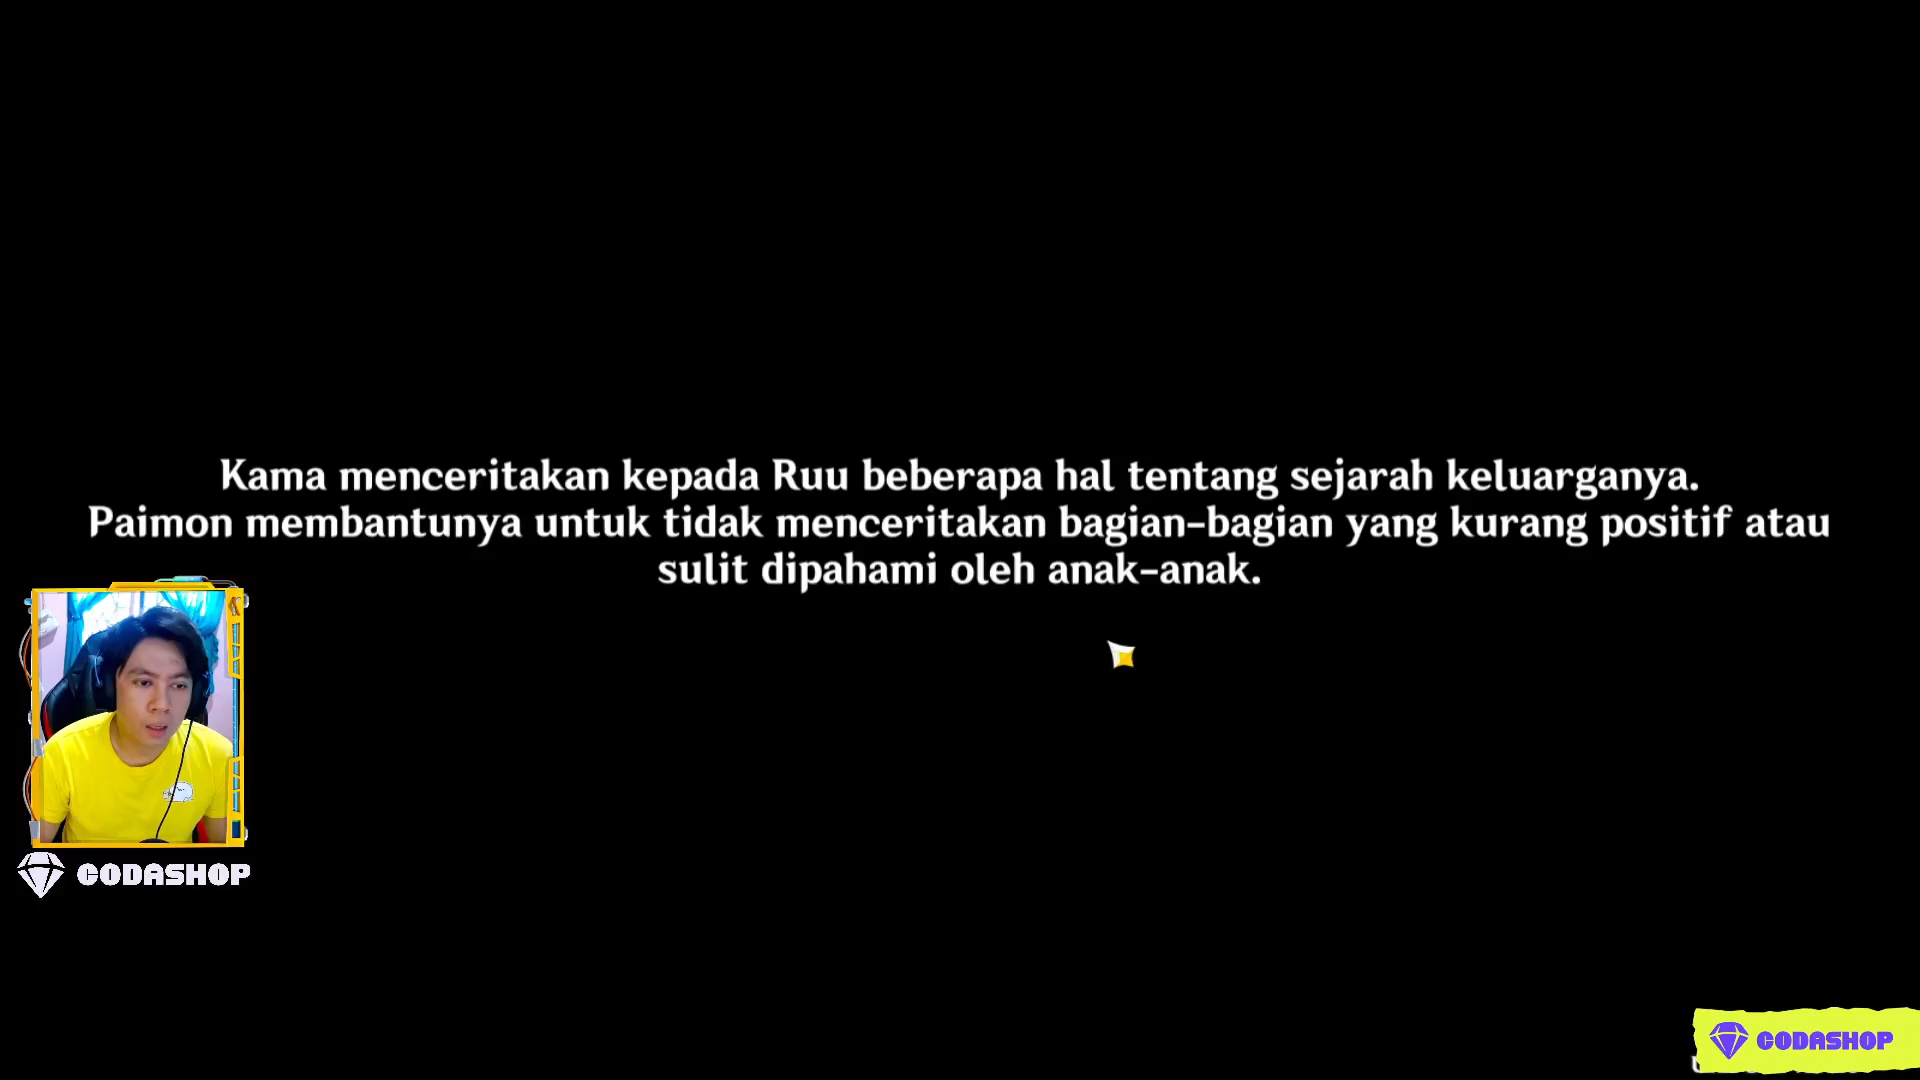 Kama menceritakan kepada Ruu beberapa hal tentang sejarah keluarganya.
Paimon membantunya untuk tidak menceritakan bagian-bagian yang kurang positif atau
sulit dipahami oleh anak-anak.
CODASHOP
CODASHOP